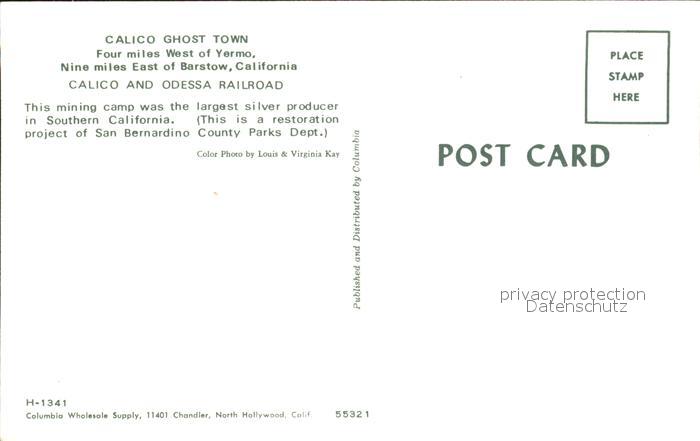 CALICO GHOST TOWN
Four miles West of Yermo,
Nine miles East of Barstow, California
CALICO AND ODESSA RAILROAD
This mining camp was the largest silver producer
in Southern California. (This is a restoration
project of San Bernardino County Parks Dept.)
Color Photo by Louis & Virginia Kay
Published and Distributed by Columbia
PLACE
STAMP
HERE
POST CARD
privacy protection
Datenschutz
H-1341
Columbia Wholesale Supply, 11401 Chandler, North Hollywood, Calif. 55321